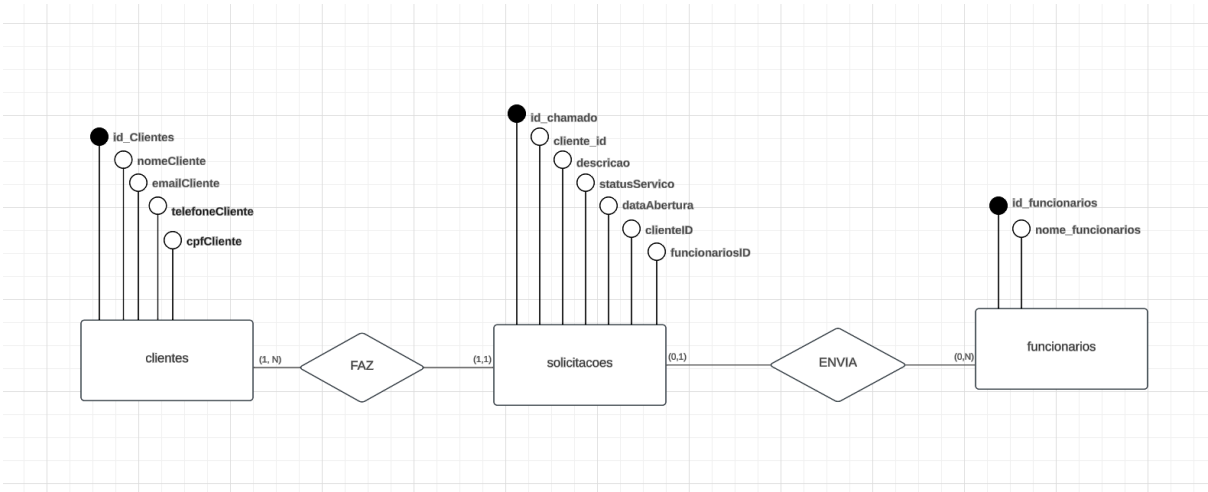 id_Clientes
nomeCliente
emailCliente
telefoneCliente
cpfCliente
clientes
(1, N)
FAZ
(1,1)
id_chamado
cliente_id
descricao
statusServico
dataAbertura
clienteID
funcionariosID
solicitacoes
(0,1)
ENVIA
(0,N)
id_funcionarios
nome_funcionarios
funcionarios